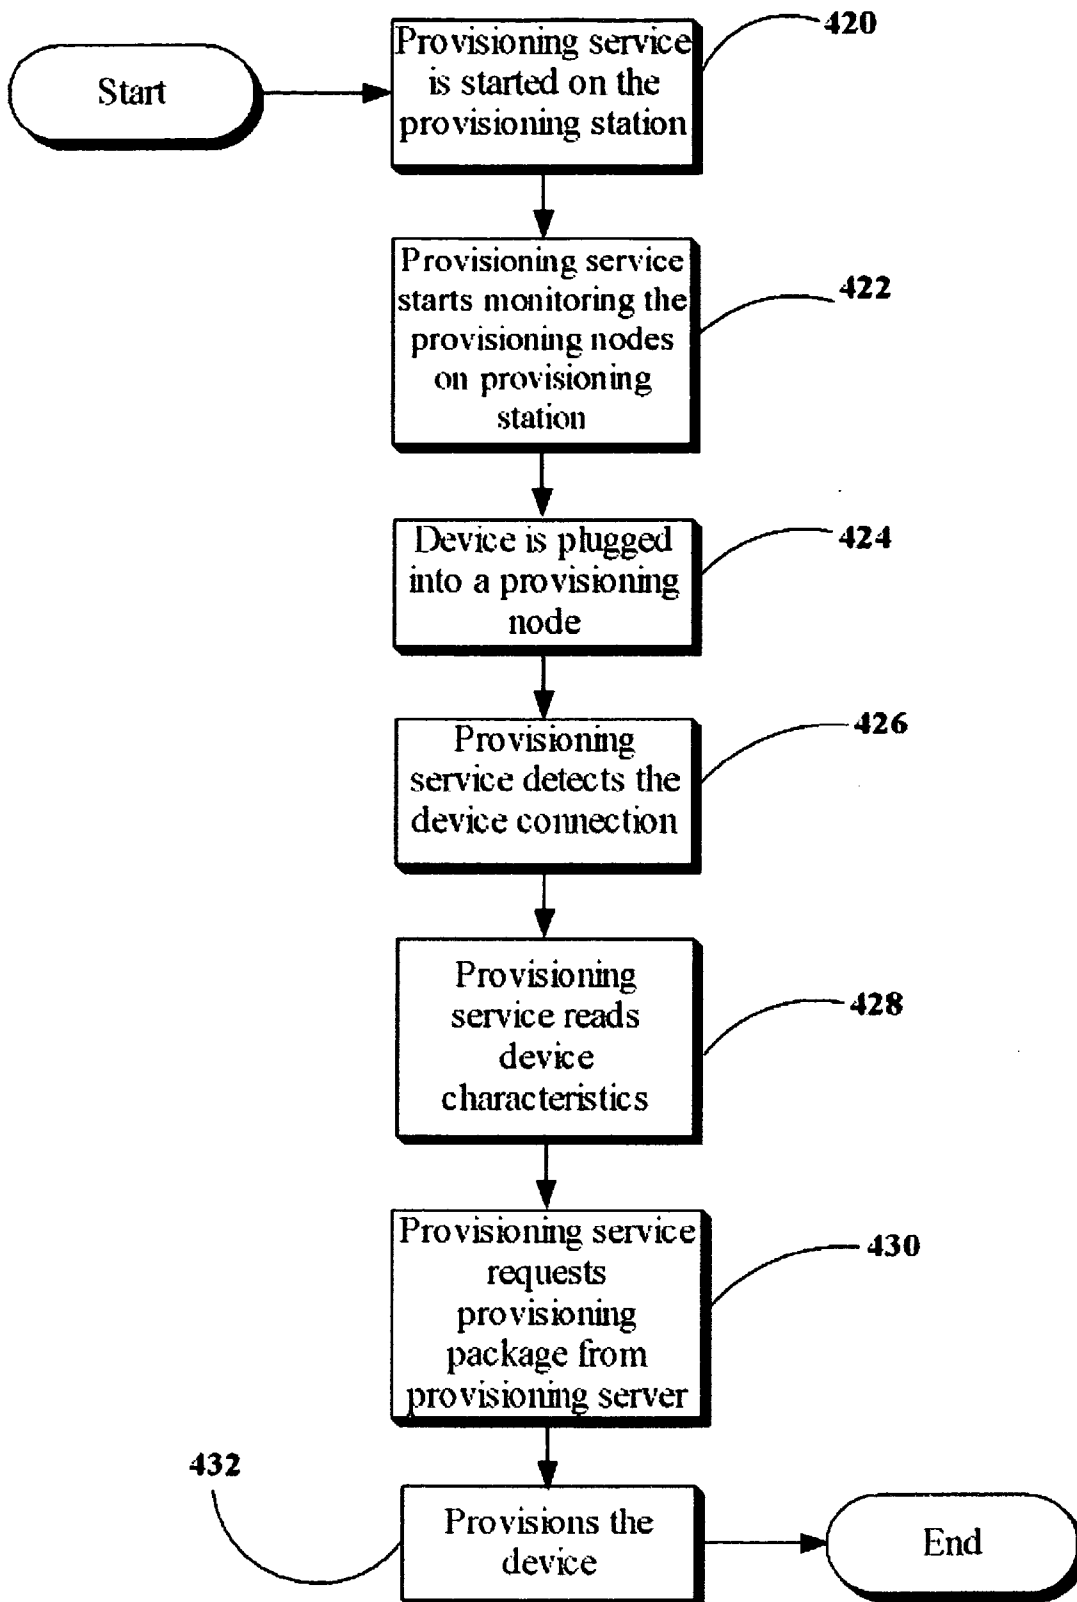 Start
Provisioning service
is started on the
provisioning station
420
Provisioning service
starts monitoring the
provisioning nodes
on provisioning
station
422
Device is plugged
into a provisioning
node
424
Provisioning
service detects the
device connection
426
Provisioning
service reads
device
characteristics
428
Provisioning service
requests
provisioning
package from
provisioning server
430
432
Provisions the
device
End